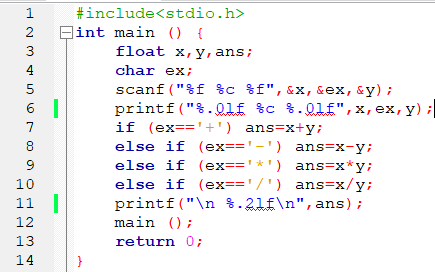 1 #include<stdio.h>
2 int main () {
3 float x,y,ans;
4 char ex;
5 scanf("%f %c %f",&x,&ex,&y);
6 printf("%.0lf %c %.0lf",x,ex,y);
7 if (ex=='+') ans=x+y;
8 else if (ex=='-') ans=x-y;
9 else if (ex=='*') ans=x*y;
10 else if (ex=='/') ans=x/y;
11 printf("\n %.2lf\n",ans);
12 main ();
13 return 0;
14 }